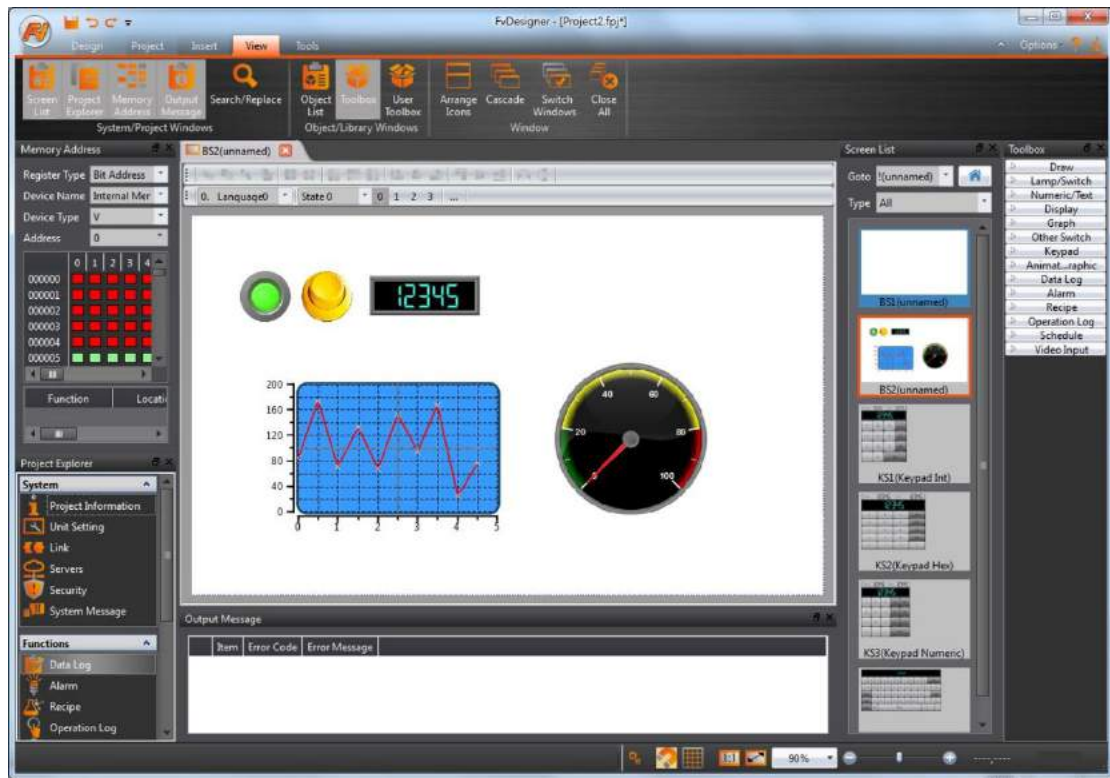 FvDesigner - [Project2.fpj*]
Design Project Insert View Tools
Options
Screen List
Project Explorer
Memory Address
Output Message
Search/Replace
Object List
Toolbox
User Toolbox
Arrange Icons
Cascade
Switch Windows
Close All
System/Project Windows
Object/Library Windows
Window
Memory Address
Register Type Bit Address
Device Name Internal Mer
Device Type V
Address 0
0 1 2 3 4
000000
000001
000002
000003
000004
000005
Function Locati
Project Explorer
System
Project Information
Unit Setting
Link
Servers
Security
System Message
Functions
Data Log
Alarm
Recipe
Operation Log
BS2(unnamed)
0. Language0 State 0 0 1 2 3 ...
12345
200
160
120
80
40
0
0 1 2 3 4 5
40 60
20 80
0 100
Output Message
Item Error Code Error Message
Screen List
Goto !(unnamed)
Type All
BS1(unnamed)
BS2(unnamed)
KS1(Keypad Int)
KS2(Keypad Hex)
KS3(Keypad Numeric)
Toolbox
Draw
Lamp/Switch
Numeric/Text
Display
Graph
Other Switch
Keypad
Animat...raphic
Data Log
Alarm
Recipe
Operation Log
Schedule
Video Input
1:1
90%
----,----